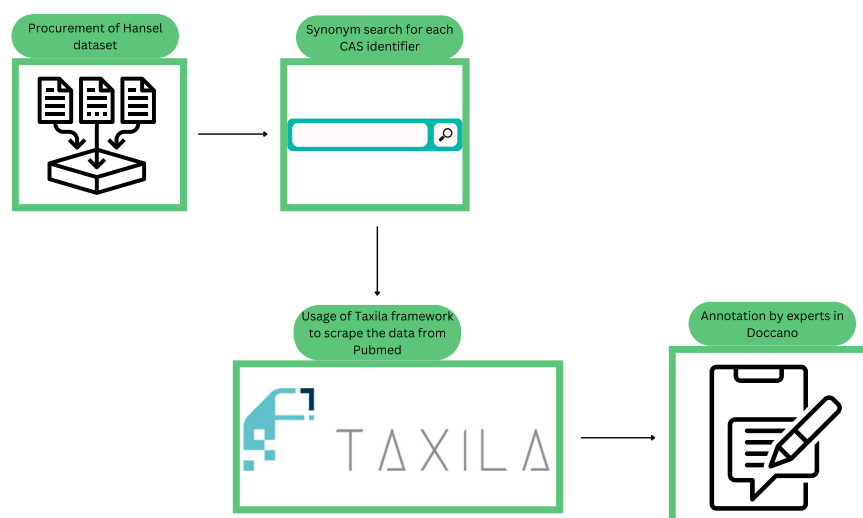 Procurement of Hansel
dataset
Synonym search for each
CAS identifier
Usage of Taxila framework
to scrape the data from
Pubmed
TAXILA
Annotation by experts in
Doccano